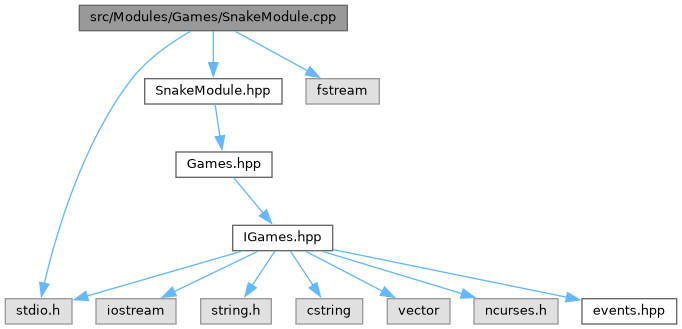 src/Modules/Games/SnakeModule.cpp
SnakeModule.hpp
fstream
Games.hpp
IGames.hpp
stdio.h
iostream
string.h
cstring
vector
ncurses.h
events.hpp